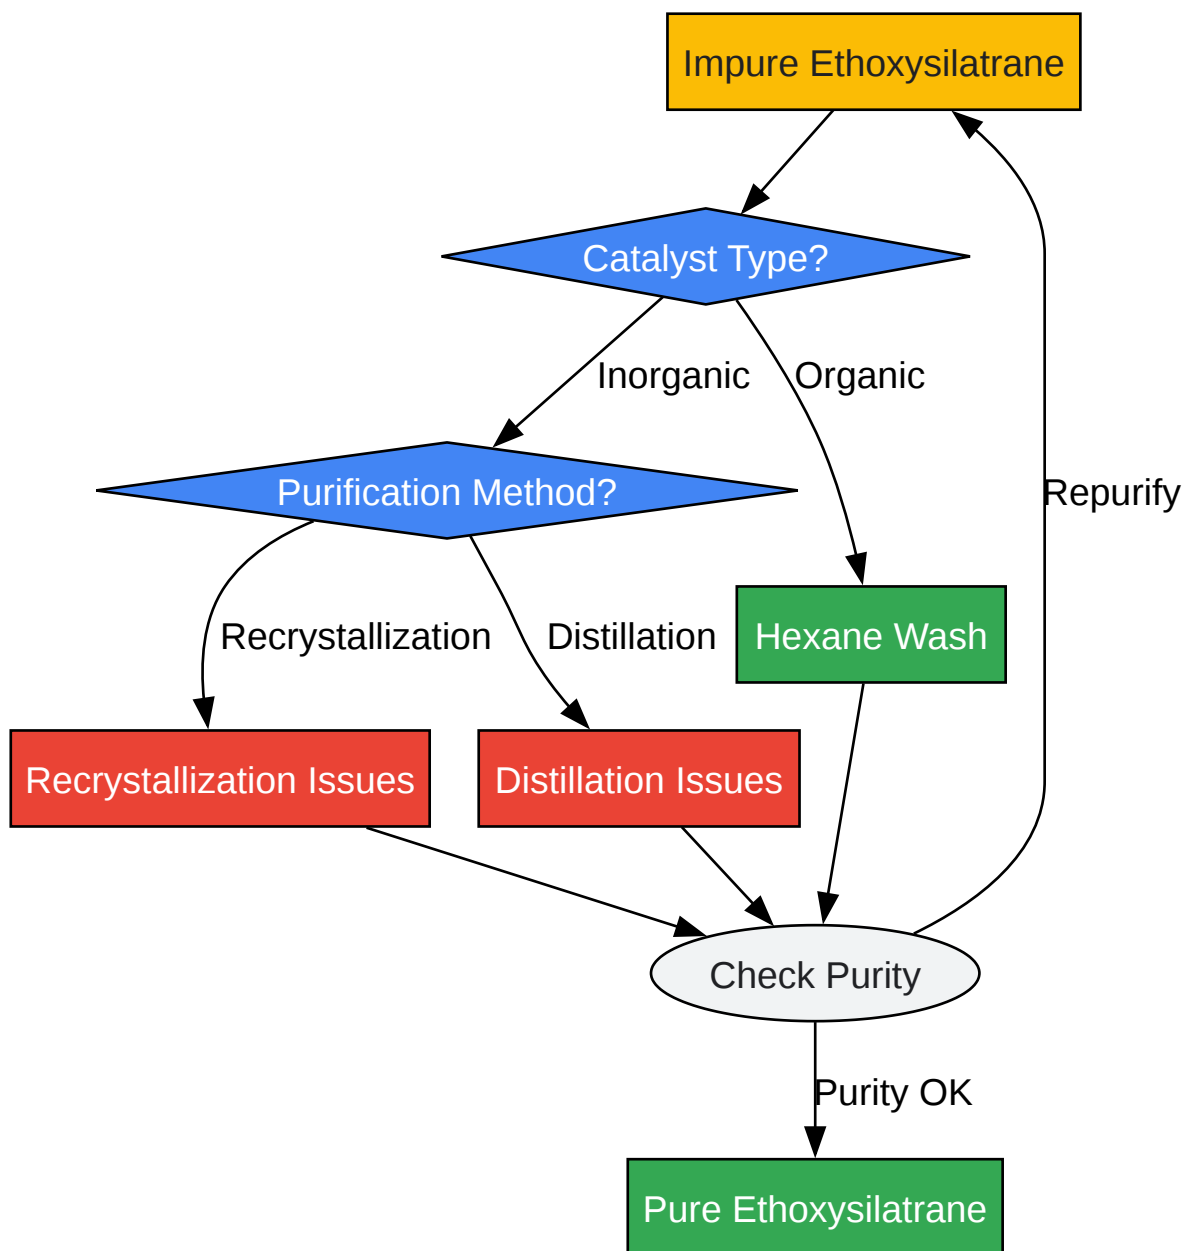 Impure Ethoxysilatrane
Catalyst Type?
Inorganic
Organic
Purification Method?
Repurify
Recrystallization
Distillation
Hexane Wash
Recrystallization Issues
Distillation Issues
Check Purity
Purity OK
Pure Ethoxysilatrane